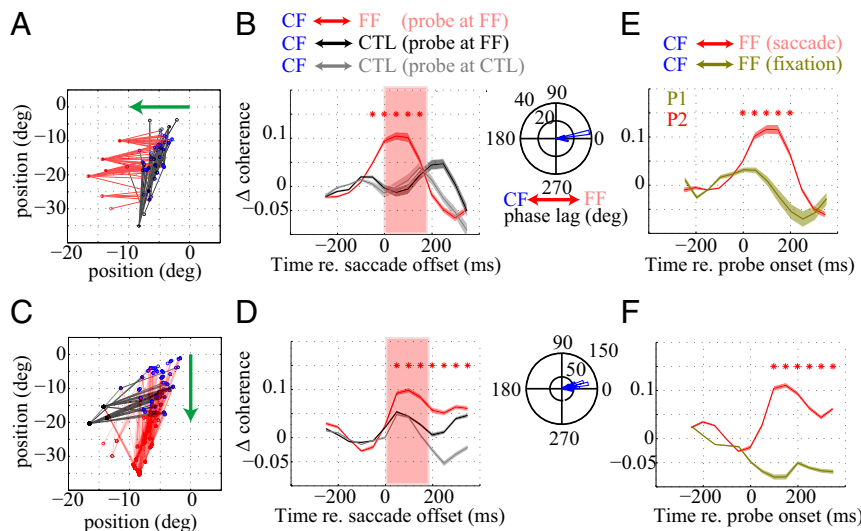 A
B
E
CF FF (probe at FF)
CF CTL (probe at FF)
CF CTL (probe at CTL)
CF FF (saccade)
CF FF (fixation)
position (deg)
0
−10
−20
−30
−20 −10 0
position (deg)
Δ coherence
0.1
0
−0.05
−200 0 200 400
Time re. saccade offset (ms)
90
40
20
180
0
270
CF FF
phase lag (deg)
P1
P2
0.1
0
−0.05
−200 0 200 400
Time re. probe onset (ms)
C
D
F
position (deg)
0
−10
−20
−30
−20 −10 0
position (deg)
Δ coherence
0.1
0
−0.05
−200 0 200 400
Time re. saccade offset (ms)
90
150
50
180
0
270
0.1
0
−0.05
−200 0 200 400
Time re. probe onset (ms)